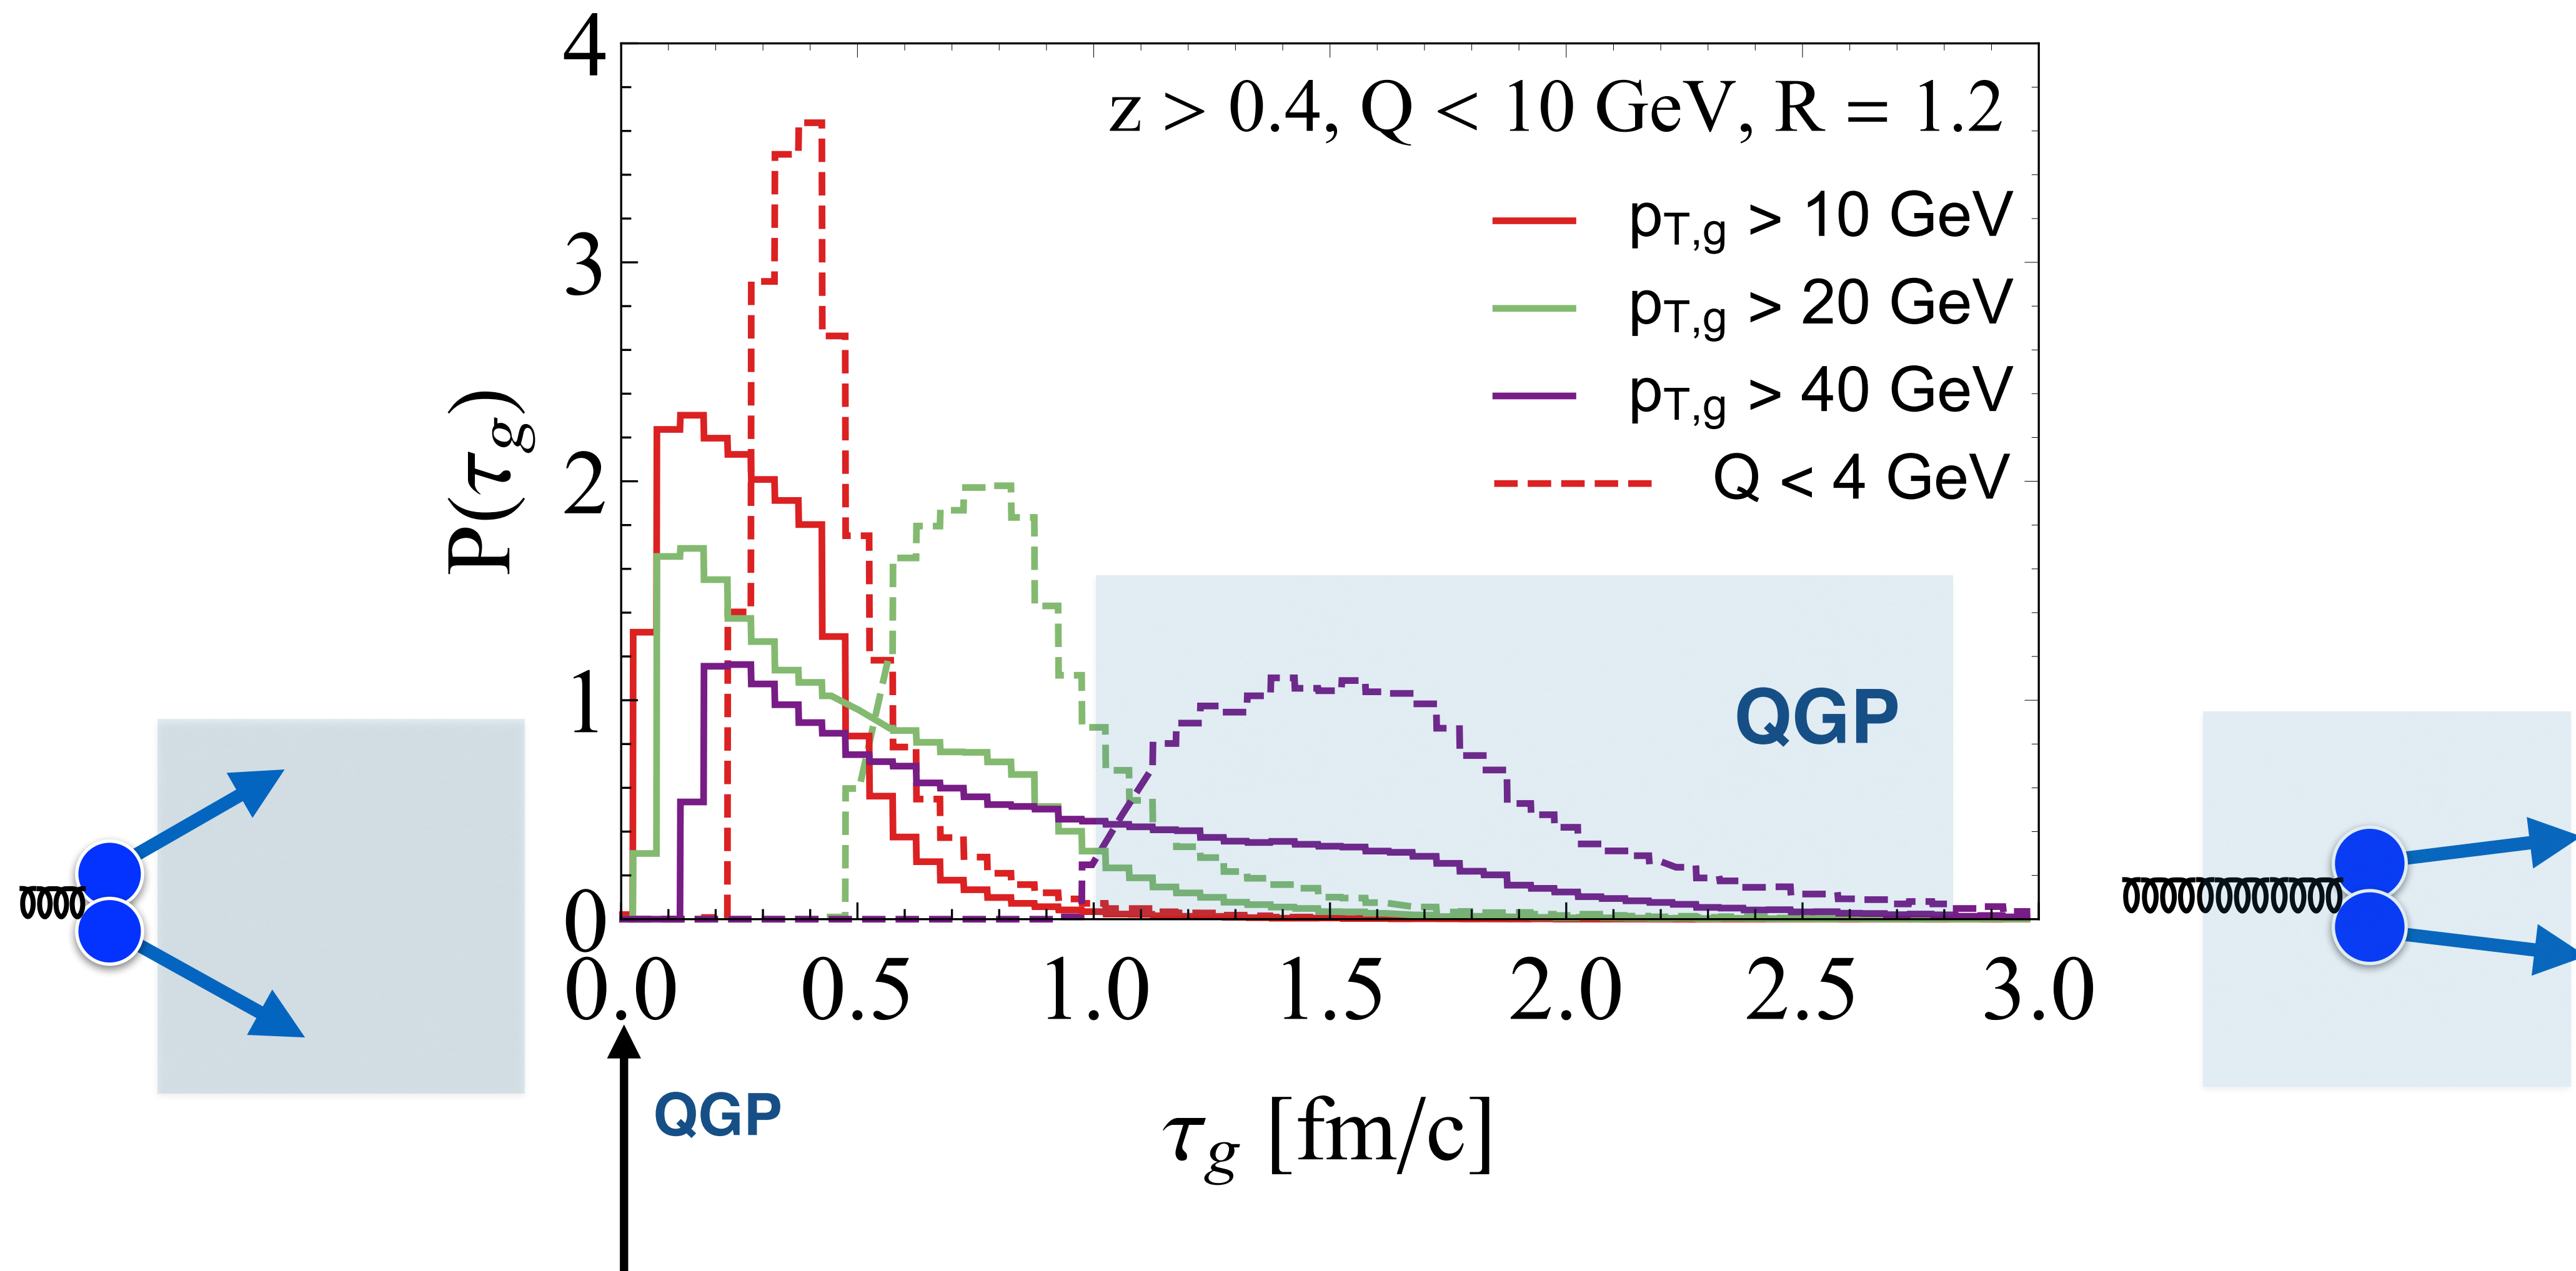 4
3
2
1
0
P(τg)
z > 0.4, Q < 10 GeV, R = 1.2
pT,g > 10 GeV
pT,g > 20 GeV
pT,g > 40 GeV
Q < 4 GeV
QGP
0.0 0.5 1.0 1.5 2.0 2.5 3.0
QGP
τg [fm/c]